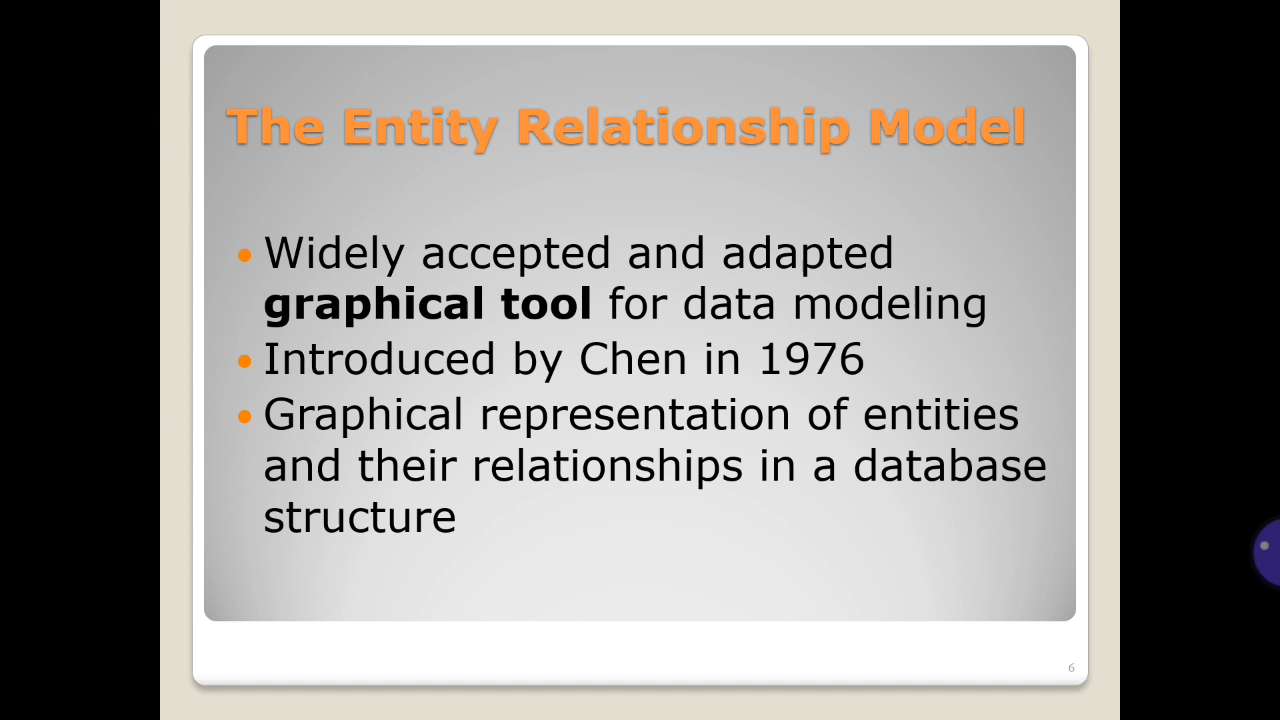 The Entity Relationship Model
Widely accepted and adapted
graphical tool for data modeling
Introduced by Chen in 1976
Graphical representation of entities
and their relationships in a database
structure
6